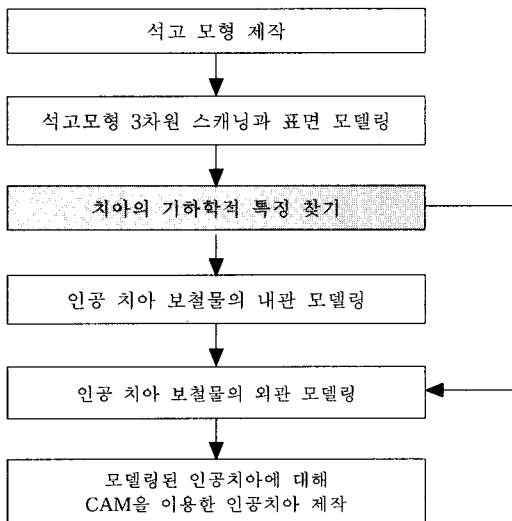 석고 모형 제작
석고모형 3차원 스캐닝과 표면 모델링
치아의 기하학적 특징 찾기
인공 치아 보철물의 내관 모델링
인공 치아 보철물의 외관 모델링
모델링된 인공치아에 대해
CAM을 이용한 인공치아 제작